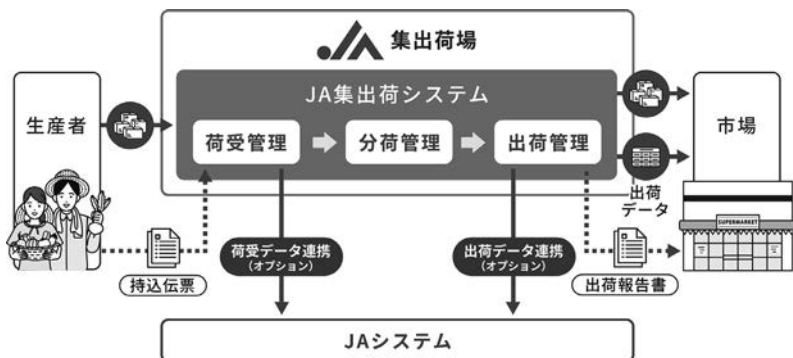 JA 集出荷場
JA集出荷システム
生産者
荷受管理
分荷管理
出荷管理
市場
出荷
データ
SUPERMARKET
持込伝票
荷受データ連携
(オプション)
出荷データ連携
(オプション)
出荷報告書
JAシステム